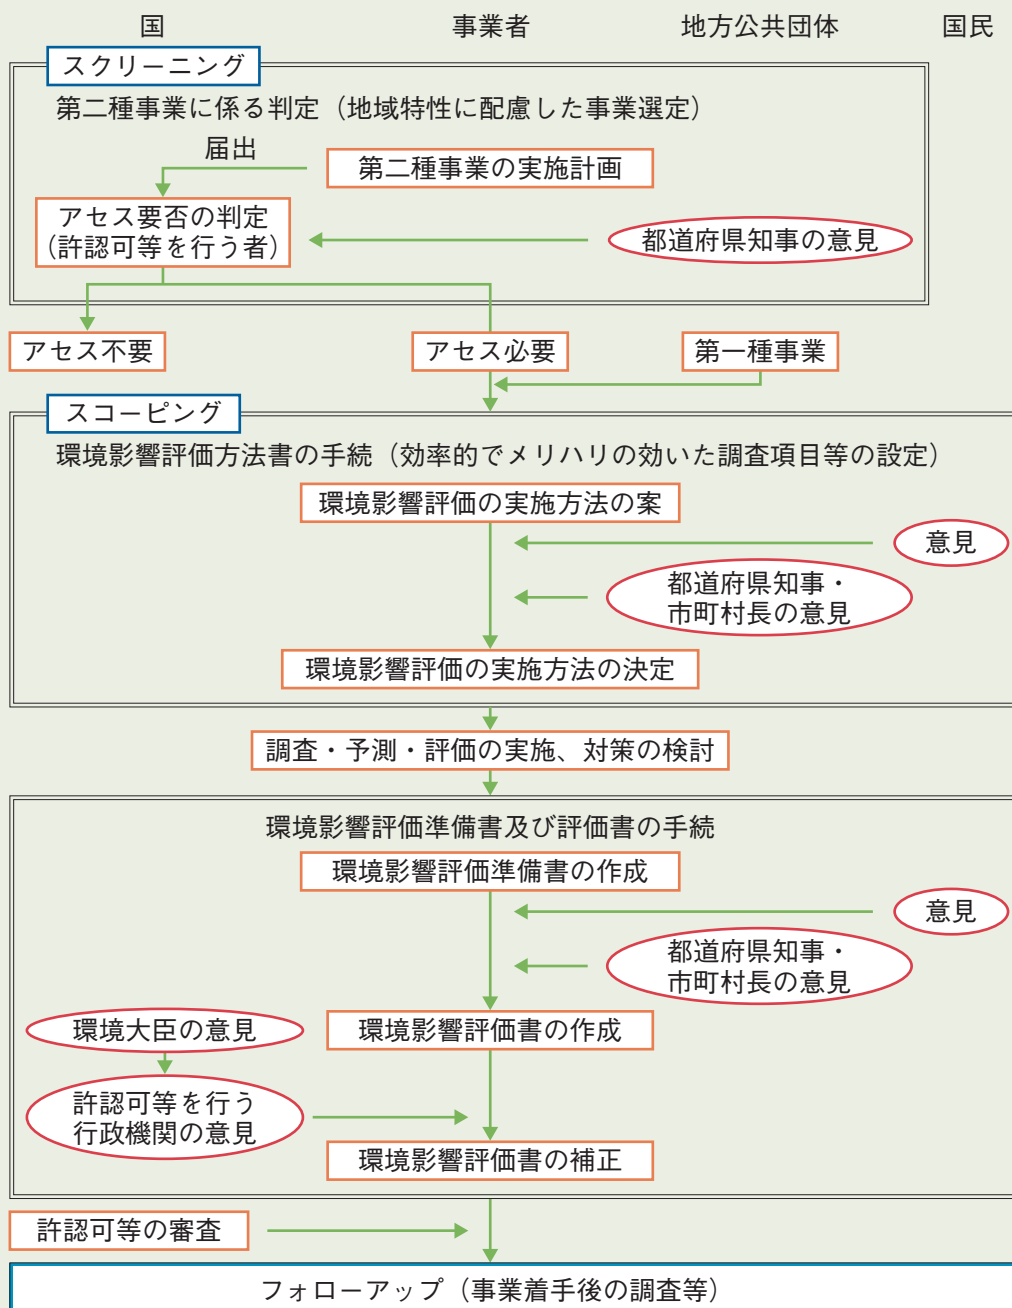 国 事業者 地方公共団体 国民
スクリーニング
第二種事業に係る判定（地域特性に配慮した事業選定）
届出
第二種事業の実施計画
アセス要否の判定
（許認可等を行う者）
都道府県知事の意見
アセス不要
アセス必要
第一種事業
スコーピング
環境影響評価方法書の手続（効率的でメリハリの効いた調査項目等の設定）
環境影響評価の実施方法の案
意見
都道府県知事・
市町村長の意見
環境影響評価の実施方法の決定
調査・予測・評価の実施、対策の検討
環境影響評価準備書及び評価書の手続
環境影響評価準備書の作成
意見
都道府県知事・
市町村長の意見
環境大臣の意見
環境影響評価書の作成
許認可等を行う
行政機関の意見
環境影響評価書の補正
許認可等の審査
フォローアップ（事業着手後の調査等）